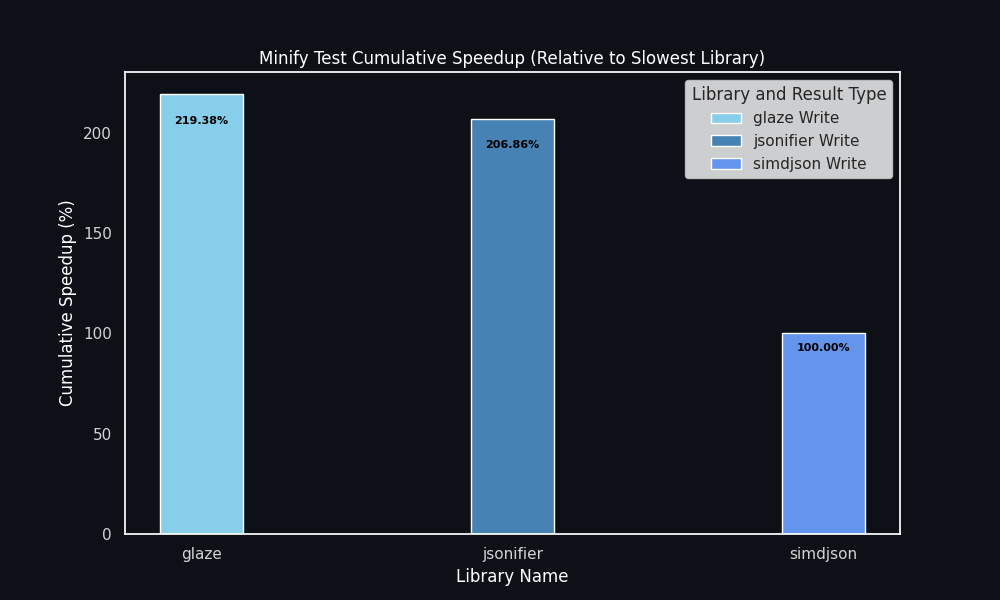 Minify Test Cumulative Speedup (Relative to Slowest Library)
Library and Result Type
glaze Write
jsonifier Write
simdjson Write
219.38%
206.86%
100.00%
Cumulative Speedup (%)
200
150
100
50
0
glaze
jsonifier
simdjson
Library Name